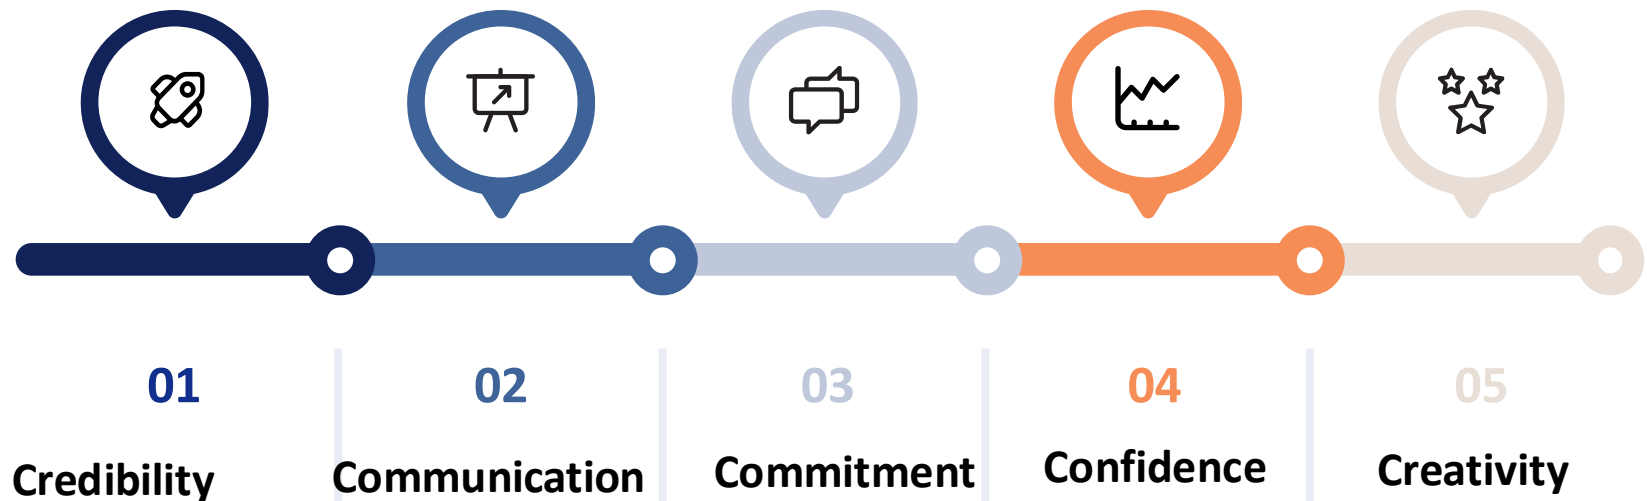 01
02
03
04
05
Credibility
Communication
Commitment
Confidence
Creativity